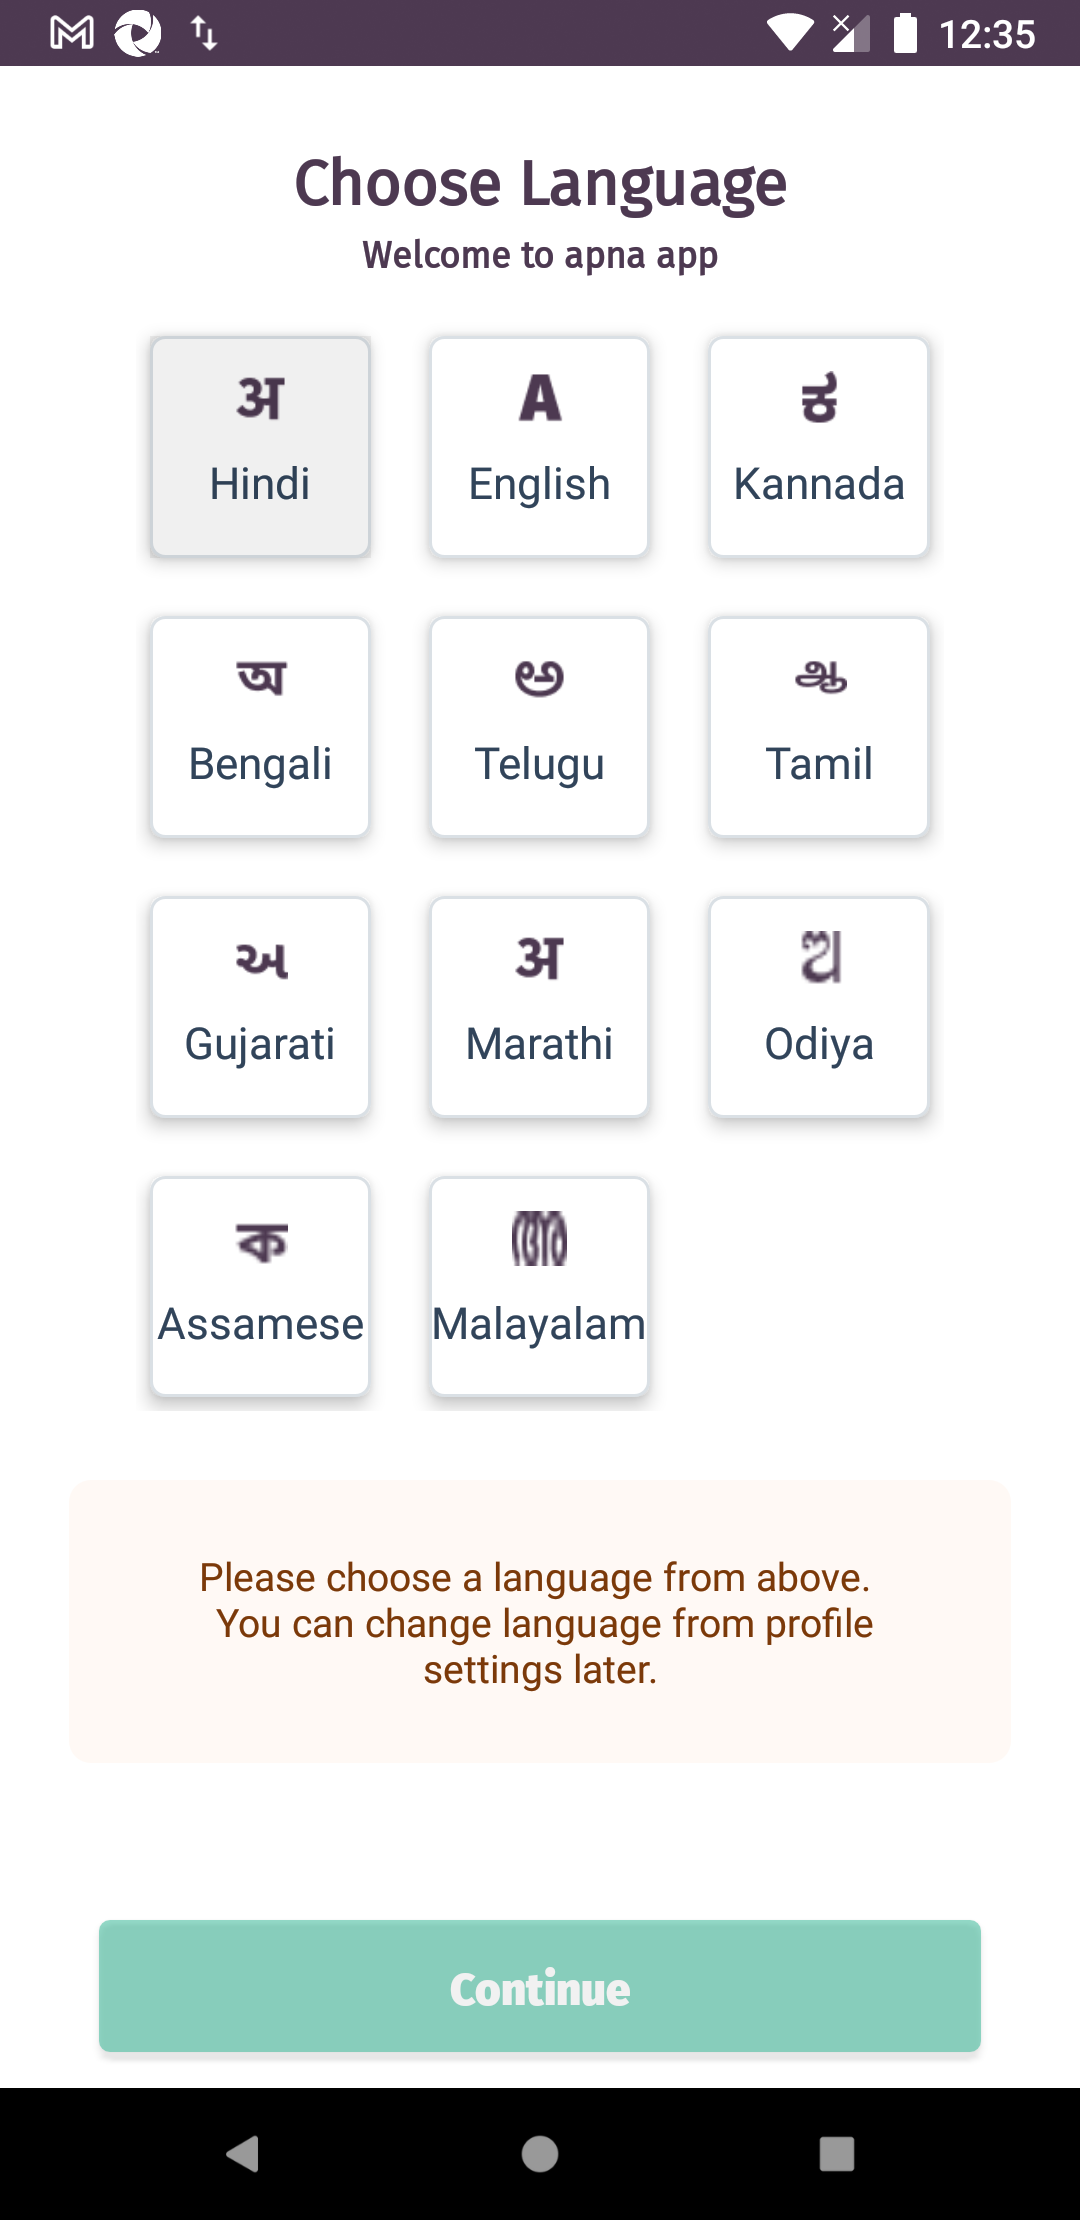 12:35
Choose Language
Welcome to apna app
अ
A
ಕ
Hindi
English
Kannada
অ
అ
ஆ
Bengali
Telugu
Tamil
અ
अ
ଅ
Gujarati
Marathi
Odiya
ক
അ
Assamese
Malayalam
Please choose a language from above.
You can change language from profile
settings later.
Continue